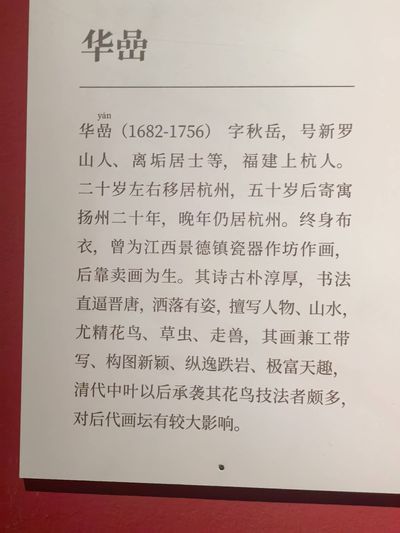 华喦
yán
华喦（1682-1756） 字秋岳，号新罗
山人、离垢居士等，福建上杭人。
二十岁左右移居杭州，五十岁后寄寓
扬州二十年，晚年仍居杭州。终身布
衣，曾为江西景德镇瓷器作坊作画，
后靠卖画为生。其诗古朴淳厚，书法
直逼晋唐，洒落有姿，擅写人物、山水，
尤精花鸟、草虫、走兽，其画兼工带
写、构图新颖、纵逸跌岩、极富天趣，
清代中叶以后承袭其花鸟技法者颇多，
对后代画坛有较大影响。